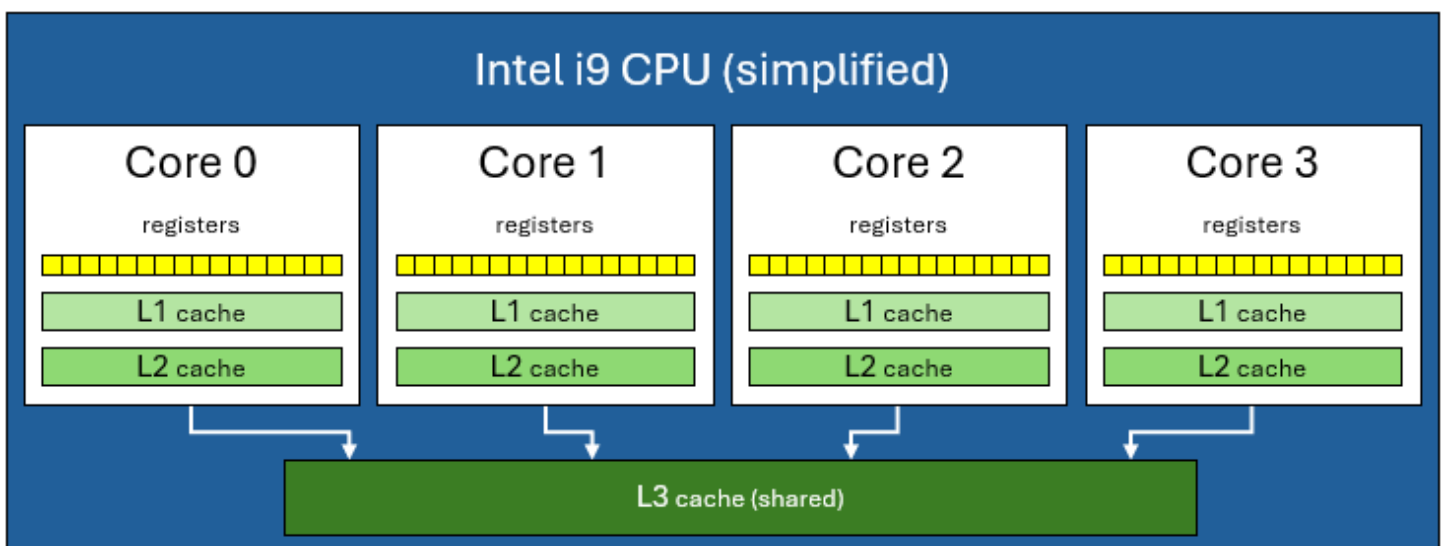 Intel i9 CPU (simplified)
Core 0
registers
L1 cache
L2 cache
Core 1
registers
L1 cache
L2 cache
Core 2
registers
L1 cache
L2 cache
Core 3
registers
L1 cache
L2 cache
L3 cache (shared)